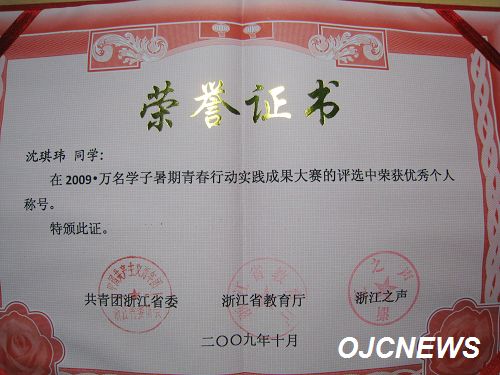 荣誉证书
沈琪玮 同学：
在2009•万名学子暑期青春行动实践成果大赛的评选中荣获优秀个人
称号。
特颁此证。
共青团浙江省委 浙江省教育厅 浙江之声
二〇〇九年十月
OJCNEWS